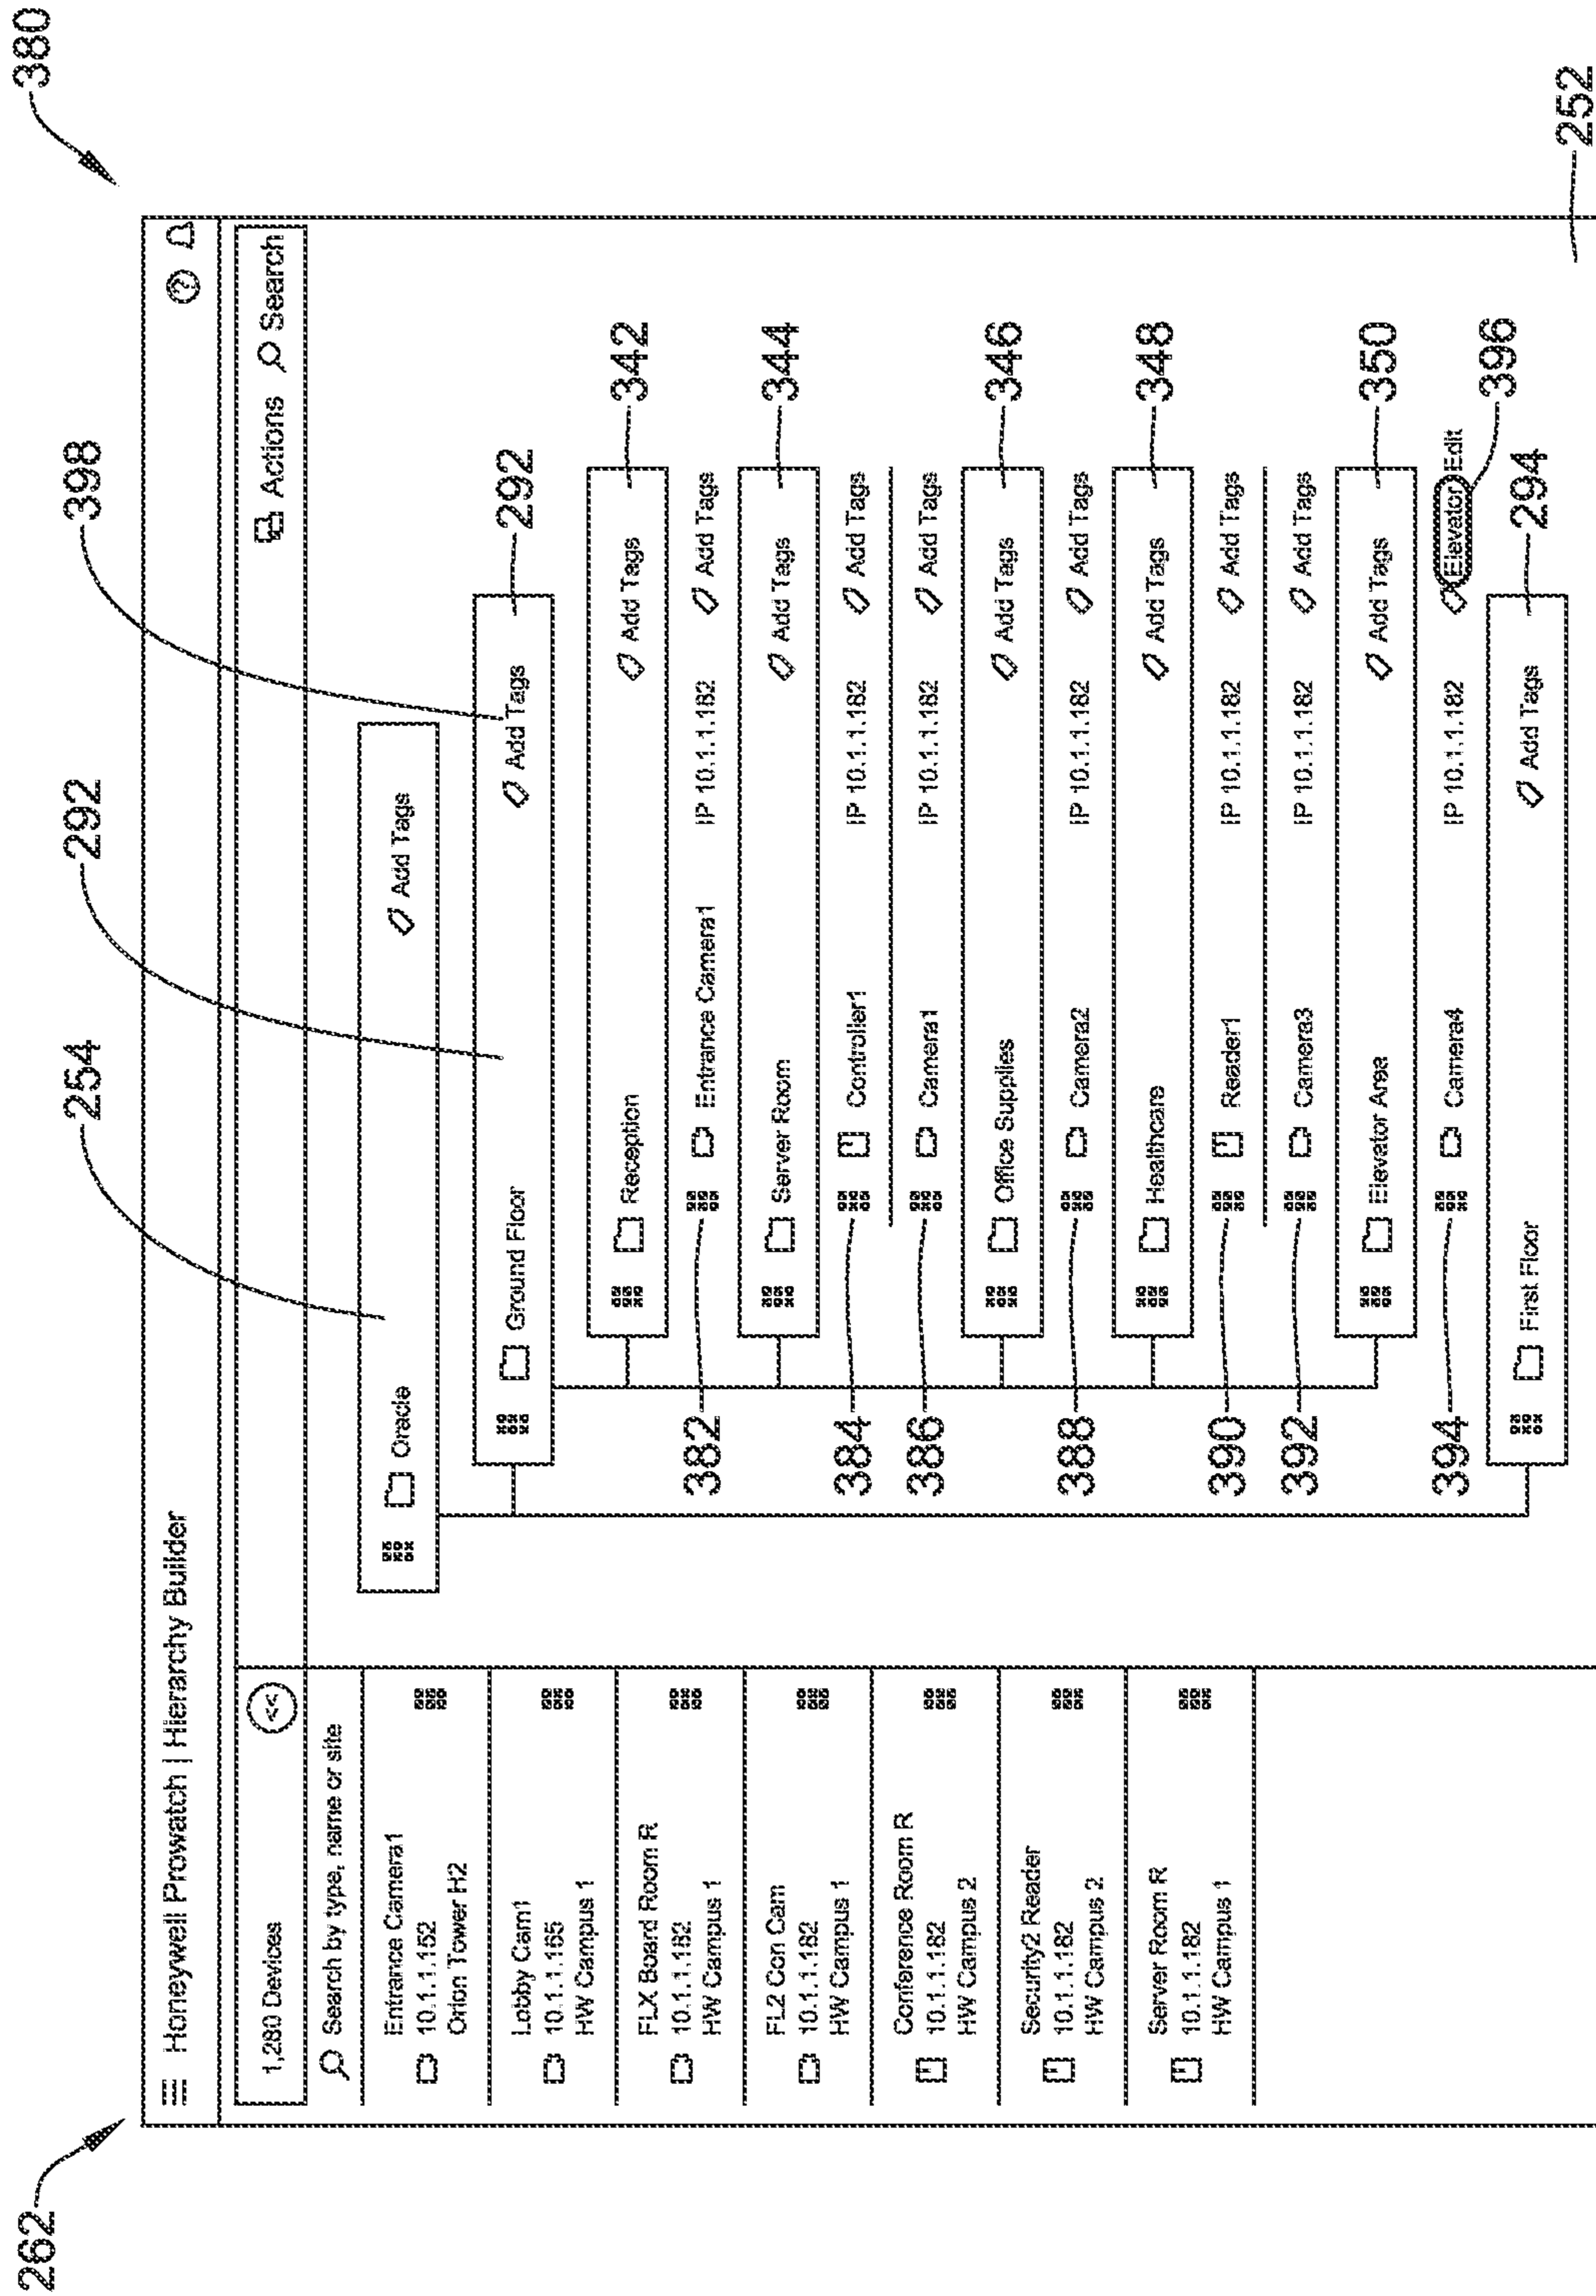 262
380
Honeywell Prowatch | Hierarchy Builder
?
1,280 Devices
<<
Search by type, name or site
Entrance Camera1
10.1.1.152
Orion Tower H2
Lobby Cam1
10.1.1.165
HW Campus 1
FLX Board Room R
10.1.1.182
HW Campus 1
FL2 Con Cam
10.1.1.182
HW Campus 1
Conference Room R
10.1.1.182
HW Campus 2
Security2 Reader
10.1.1.182
HW Campus 2
Server Room R
10.1.1.182
HW Campus 1
Actions
Search
254
292
398
Oracle
Add Tags
Ground Floor
Add Tags
292
Reception
Add Tags
342
382
Entrance Camera1
IP 10.1.1.182
Add Tags
Server Room
Add Tags
344
384
Controller1
IP 10.1.1.182
Add Tags
386
Camera1
IP 10.1.1.182
Add Tags
Office Supplies
Add Tags
346
388
Camera2
IP 10.1.1.182
Add Tags
Healthcare
Add Tags
348
390
Reader1
IP 10.1.1.182
Add Tags
392
Camera3
IP 10.1.1.182
Add Tags
Elevator Area
Add Tags
350
394
Camera4
IP 10.1.1.182
Elevator Edit
396
First Floor
Add Tags
294
252